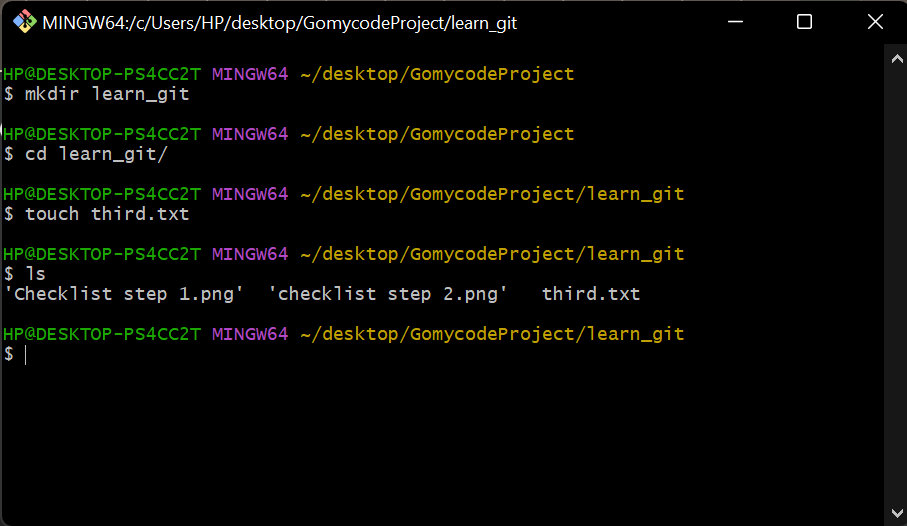 MINGW64:/c/Users/HP/desktop/GomycodeProject/learn_git
HP@DESKTOP-PS4CC2T MINGW64 ~/desktop/GomycodeProject
$ mkdir learn_git
HP@DESKTOP-PS4CC2T MINGW64 ~/desktop/GomycodeProject
$ cd learn_git/
HP@DESKTOP-PS4CC2T MINGW64 ~/desktop/GomycodeProject/learn_git
$ touch third.txt
HP@DESKTOP-PS4CC2T MINGW64 ~/desktop/GomycodeProject/learn_git
$ ls
'Checklist step 1.png'  'checklist step 2.png'   third.txt
HP@DESKTOP-PS4CC2T MINGW64 ~/desktop/GomycodeProject/learn_git
$